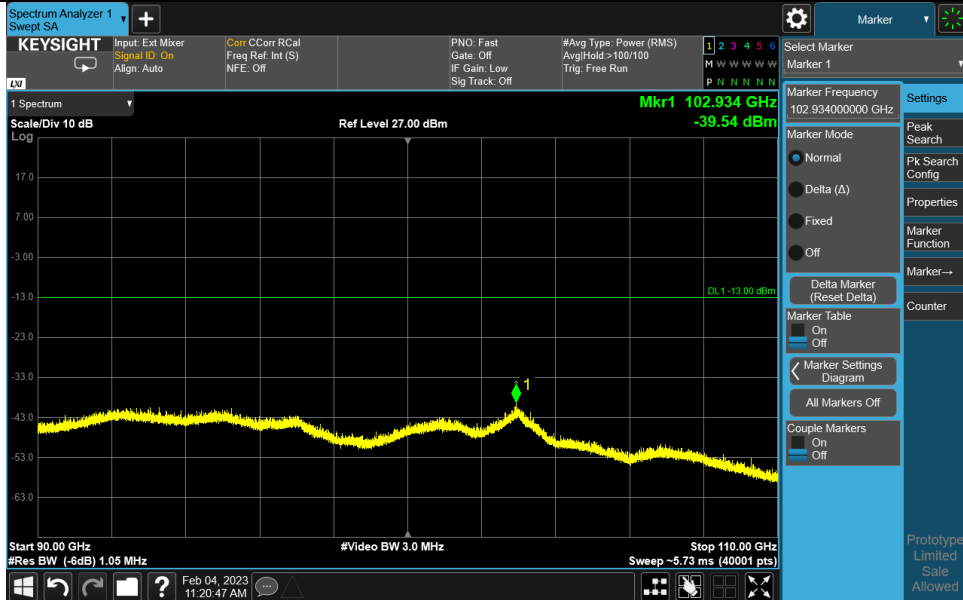 Spectrum Analyzer 1
Swept SA
Marker
KEYSIGHT
LXI
Input: Ext Mixer
Signal ID: On
Align: Auto
Corr CCorr RCal
Freq Ref: Int (S)
NFE: Off
PNO: Fast
Gate: Off
IF Gain: Low
Sig Track: Off
#Avg Type: Power (RMS)
Avg|Hold:>100/100
Trig: Free Run
1 2 3 4 5 6
M W W W W W
P N N N N N
Select Marker
Marker 1
1 Spectrum
Mkr1 102.934 GHz
-39.54 dBm
Scale/Div 10 dB
Ref Level 27.00 dBm
Log
17.0
7.00
-3.00
-13.0
-23.0
-33.0
-43.0
-53.0
-63.0
DL1 -13.00 dBm
1
Start 90.00 GHz
#Video BW 3.0 MHz
Stop 110.00 GHz
#Res BW (-6dB) 1.05 MHz
Sweep ~5.73 ms (40001 pts)
Marker Frequency
102.934000000 GHz
Marker Mode
Normal
Delta (Δ)
Fixed
Off
Delta Marker
(Reset Delta)
Marker Table
On
Off
Marker Settings
Diagram
All Markers Off
Couple Markers
On
Off
Settings
Peak
Search
Pk Search
Config
Properties
Marker
Function
Marker→
Counter
Prototype
Limited
Sale
Allowed
?
Feb 04, 2023
11:20:47 AM